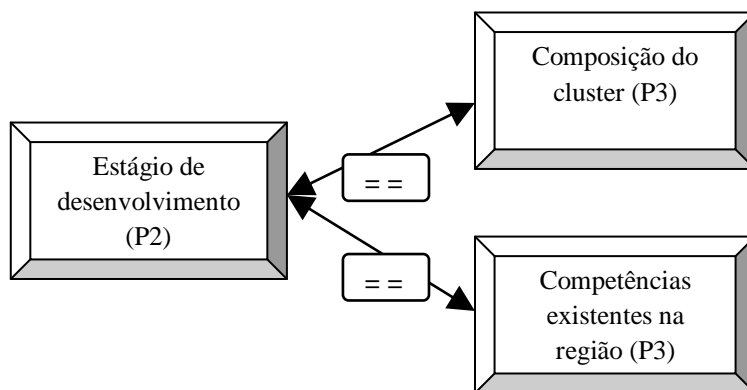 Composição do
cluster (P3)
Estágio de
desenvolvimento
(P2)
= =
= =
Competências
existentes na
região (P3)